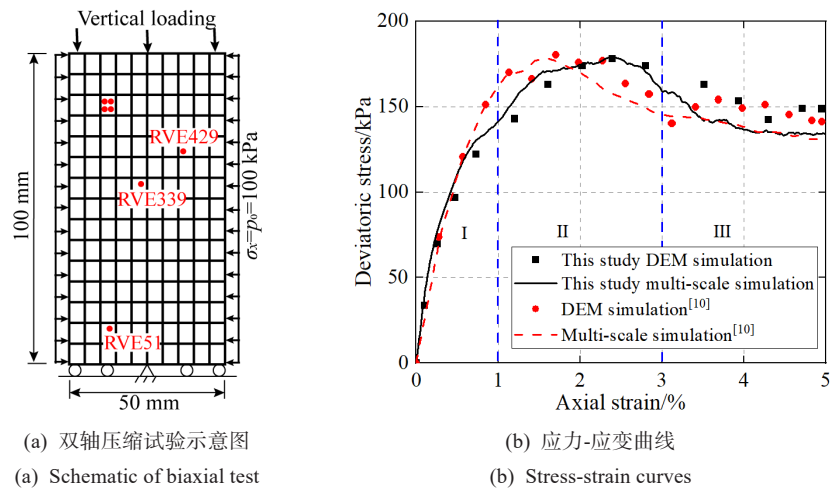 Vertical loading
RVE429
RVE339
RVE51
100 mm
σx=p0=100 kPa
50 mm
(a) 双轴压缩试验示意图
(a) Schematic of biaxial test
200
150
100
50
0
Deviatoric stress/kPa
I
II
III
This study DEM simulation
This study multi-scale simulation
DEM simulation[10]
Multi-scale simulation[10]
0 1 2 3 4 5
Axial strain/%
(b) 应力-应变曲线
(b) Stress-strain curves